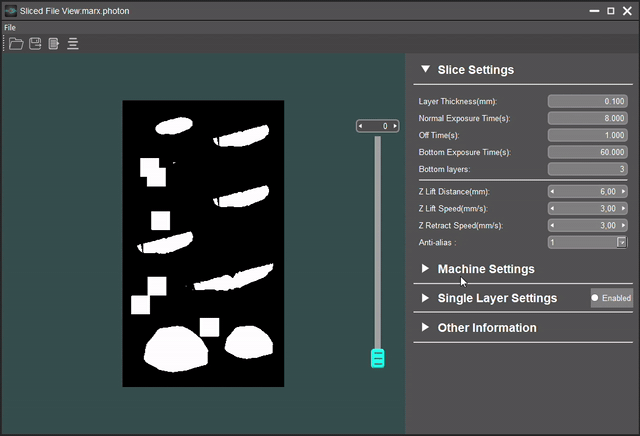 Sliced File View:marx.photon
File
Slice Settings
Layer Thickness(mm): 0.100
Normal Exposure Time(s): 8.000
Off Time(s): 1.000
Bottom Exposure Time(s): 60.000
Bottom layers: 3
Z Lift Distance(mm): 6,00
Z Lift Speed(mm/s): 3,00
Z Retract Speed(mm/s): 3,00
Anti-alias : 1
0
Machine Settings
Single Layer Settings Enabled
Other Information